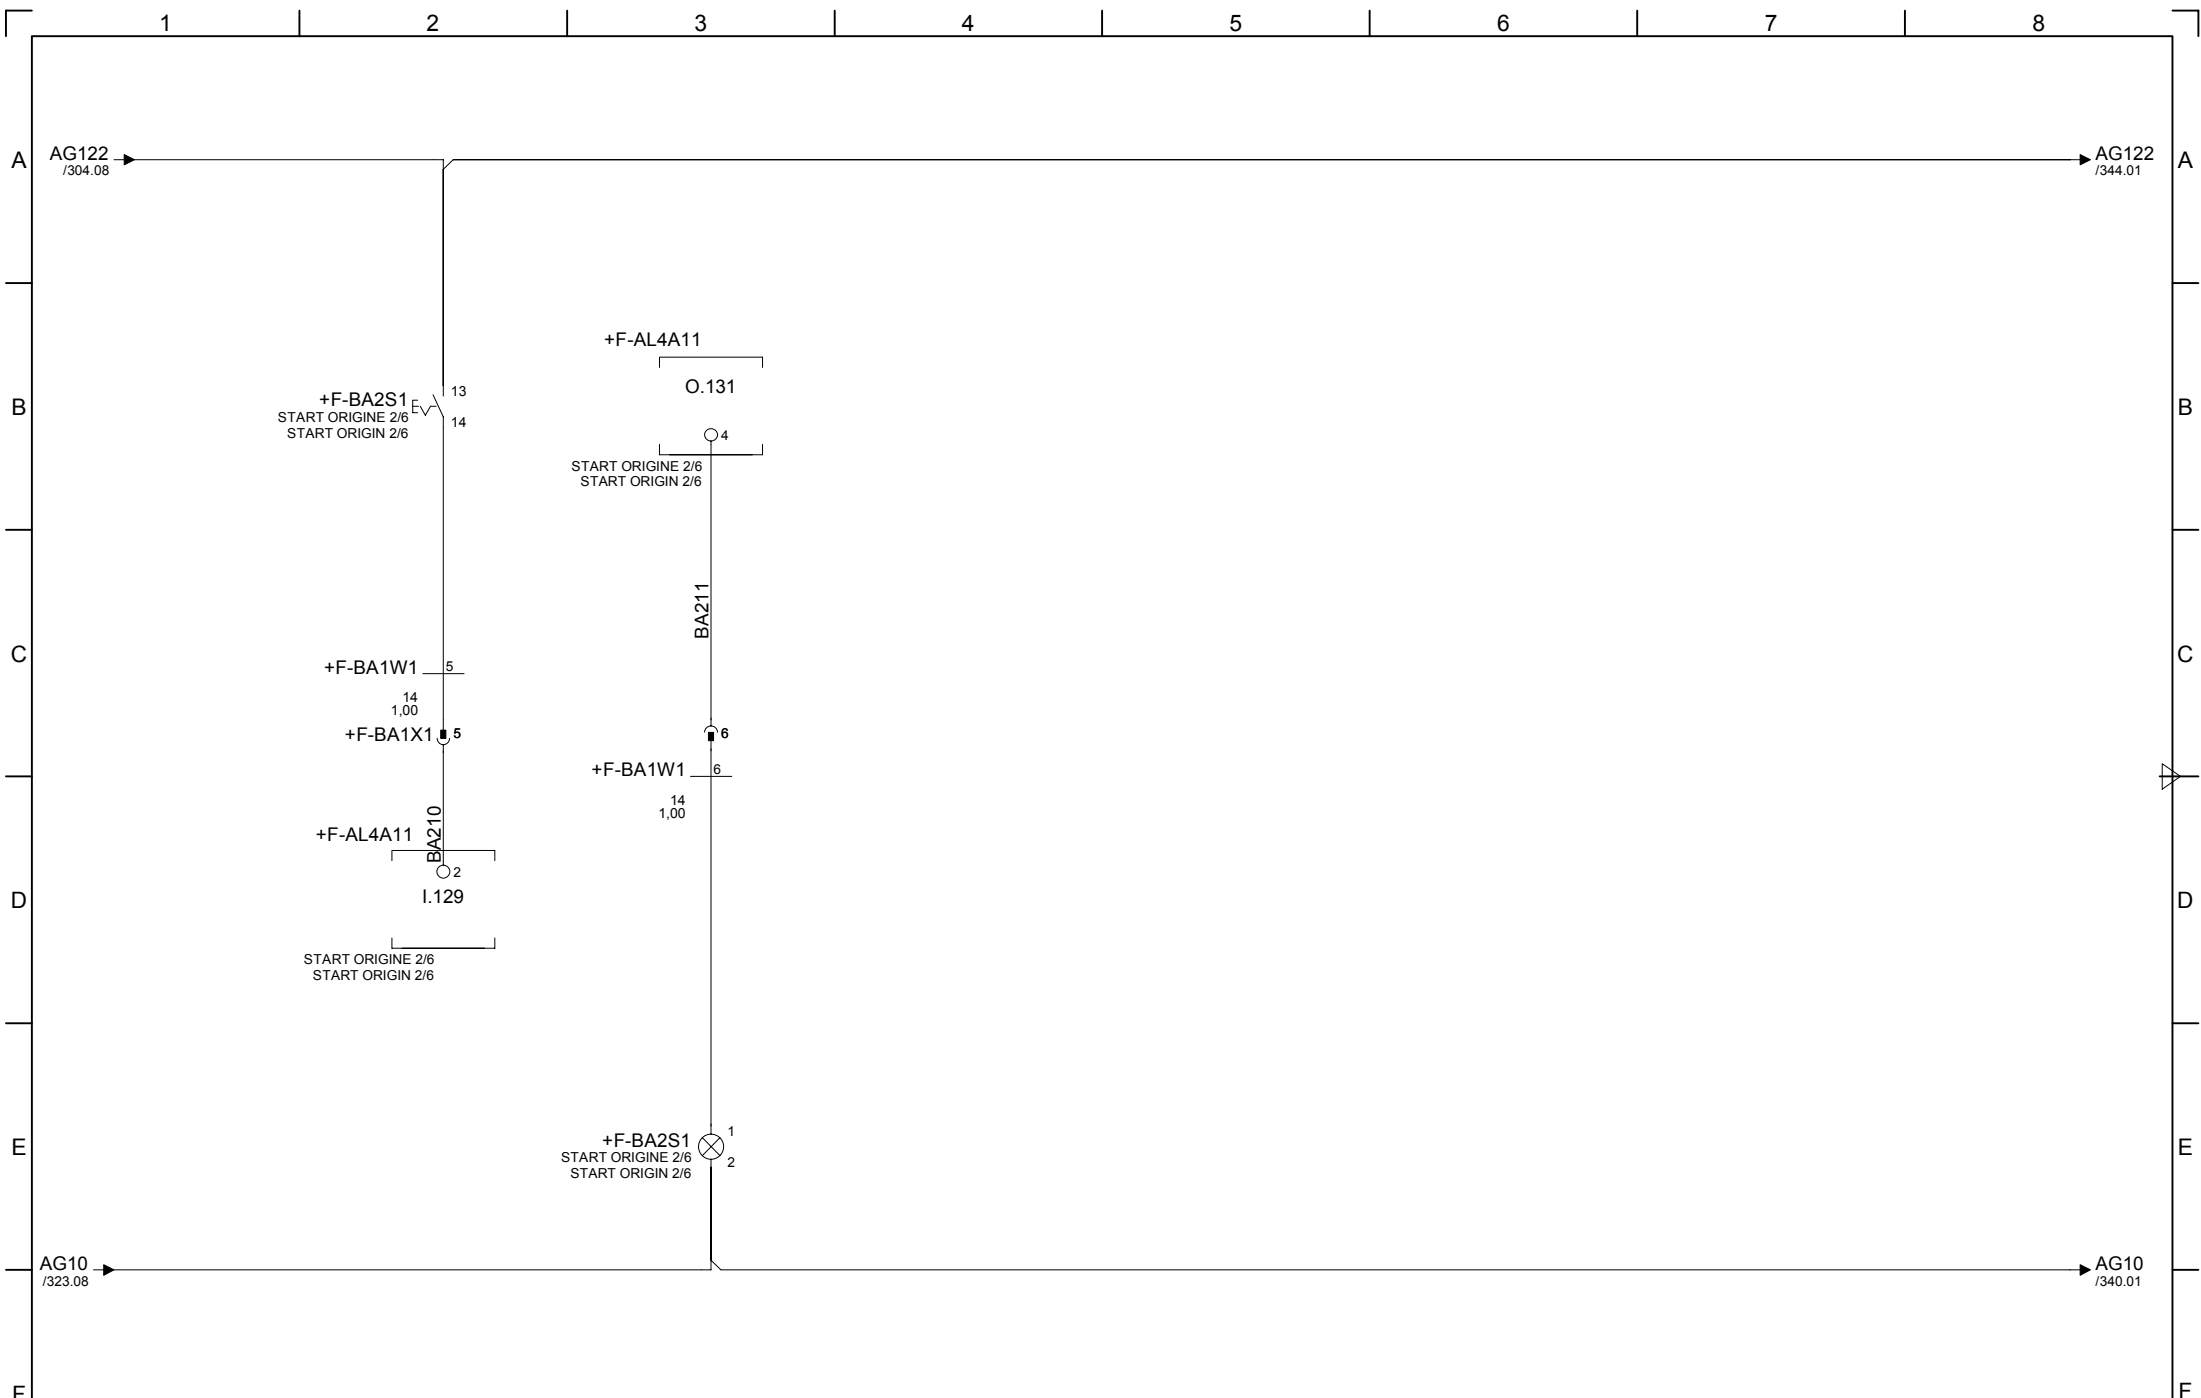 1 2 3 4 5 6 7 8
A AG122 AG122 A
/304.08 /344.01
+F-AL4A11
O.131
13
+F-BA2S1
B B
START ORIGINE 2/6
14
START ORIGIN 2/6
4
START ORIGINE 2/6
START ORIGIN 2/6
BA211
C C
+F-BA1W1 5
14
1,00
+F-BA1X1 5
6
+F-BA1W1 6
14
1,00
BA210
+F-AL4A11
2
I.129
D D
START ORIGINE 2/6
START ORIGIN 2/6
1
+F-BA2S1
E E
START ORIGINE 2/6
2
START ORIGIN 2/6
AG10 AG10
/323.08 /340.01
F F